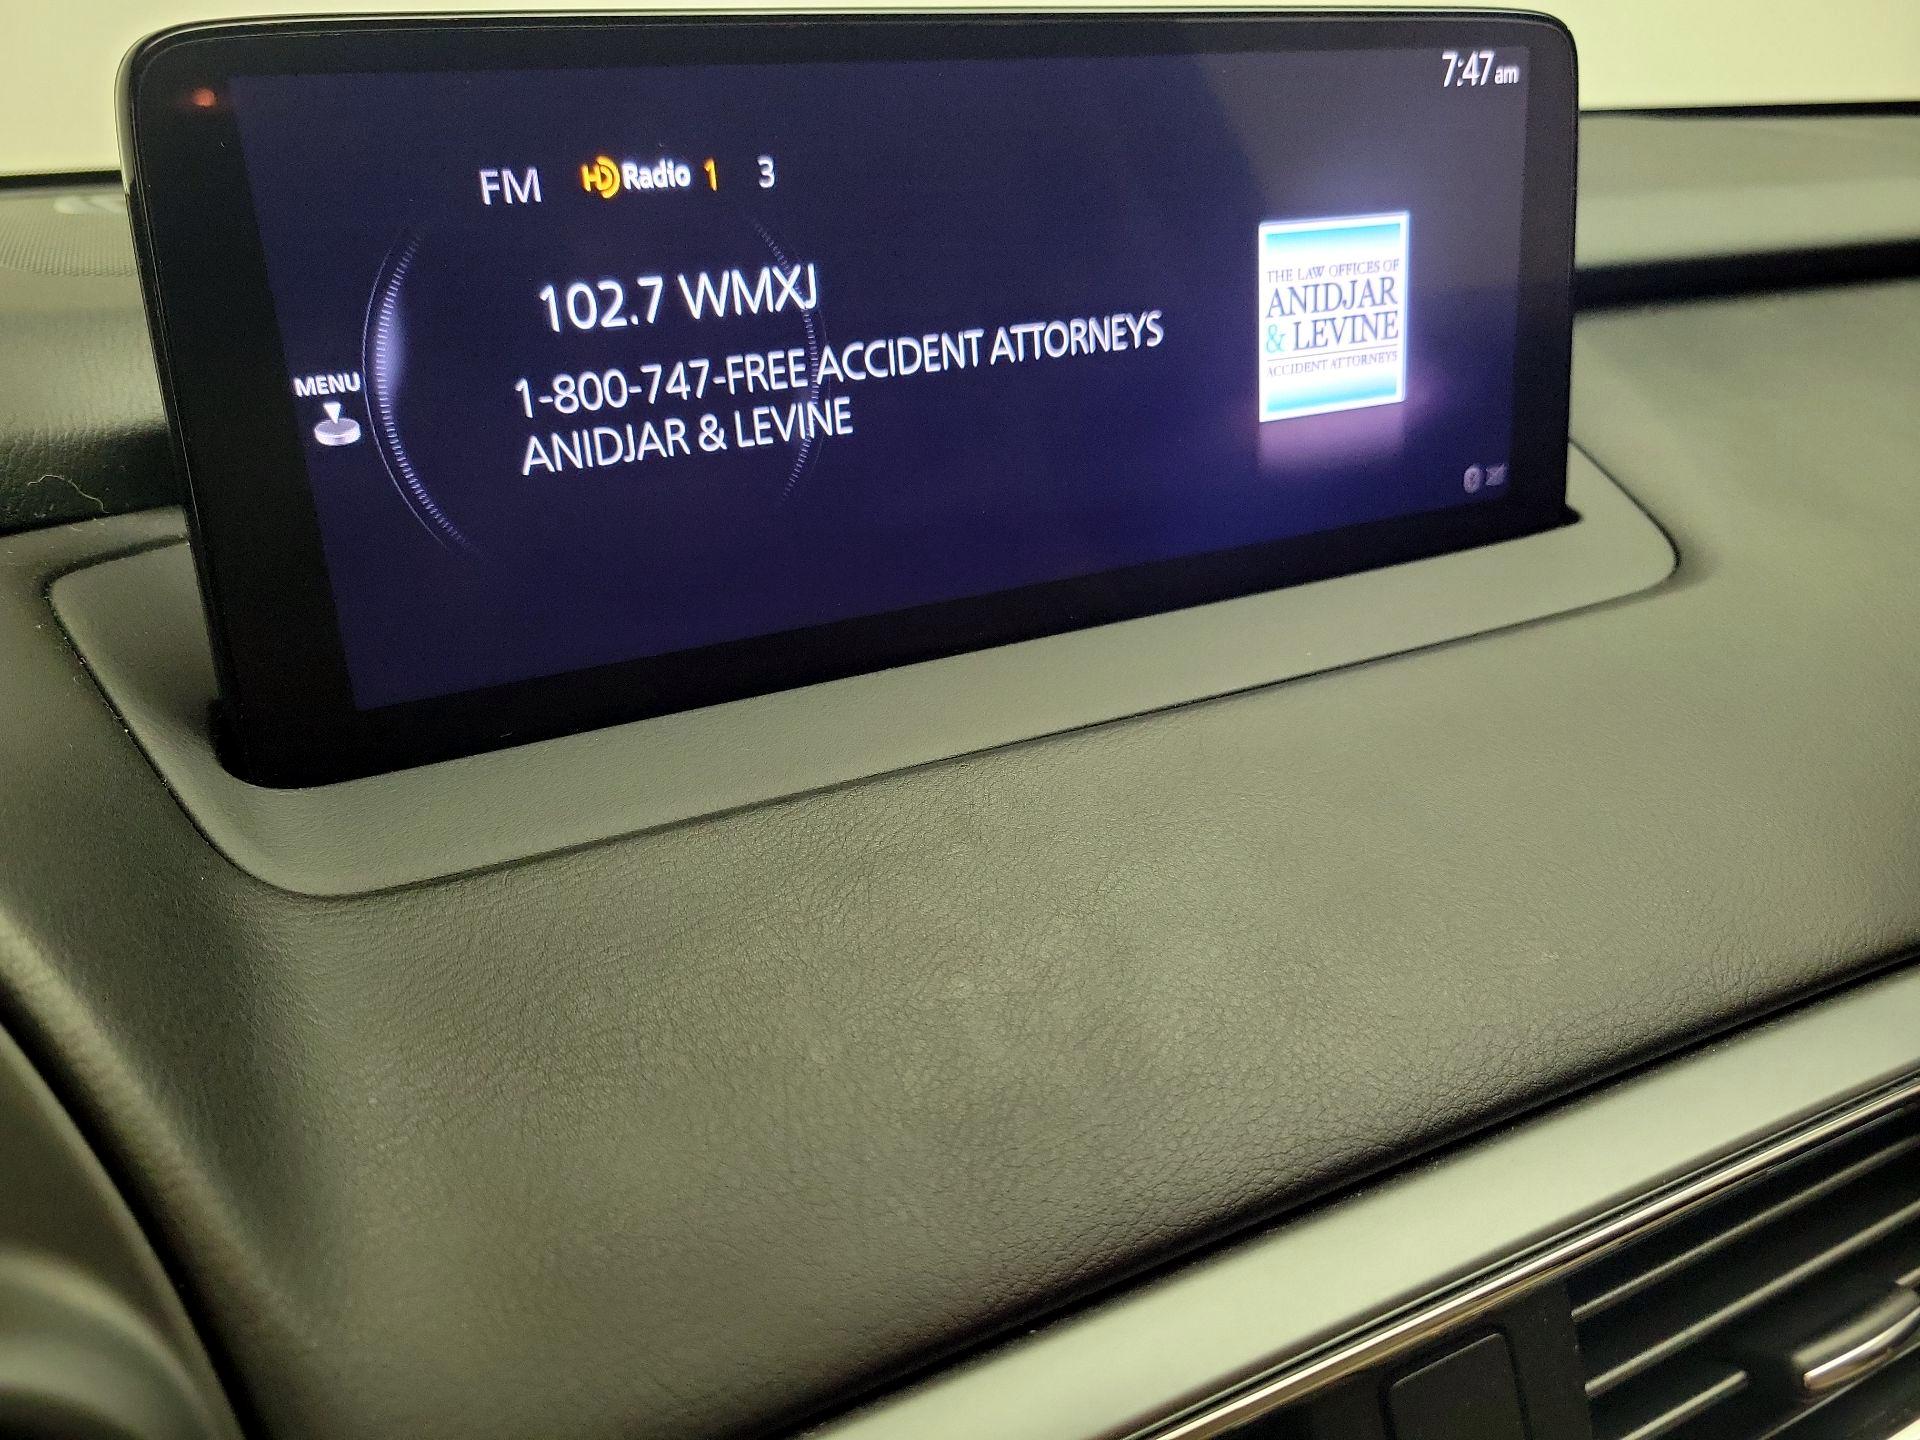 7:47 am
FM HD Radio 1 3
102.7 WMXJ
1-800-747-FREE ACCIDENT ATTORNEYS
ANIDJAR & LEVINE
MENU
THE LAW OFFICES OF
ANIDJAR
& LEVINE
ACCIDENT ATTORNEYS